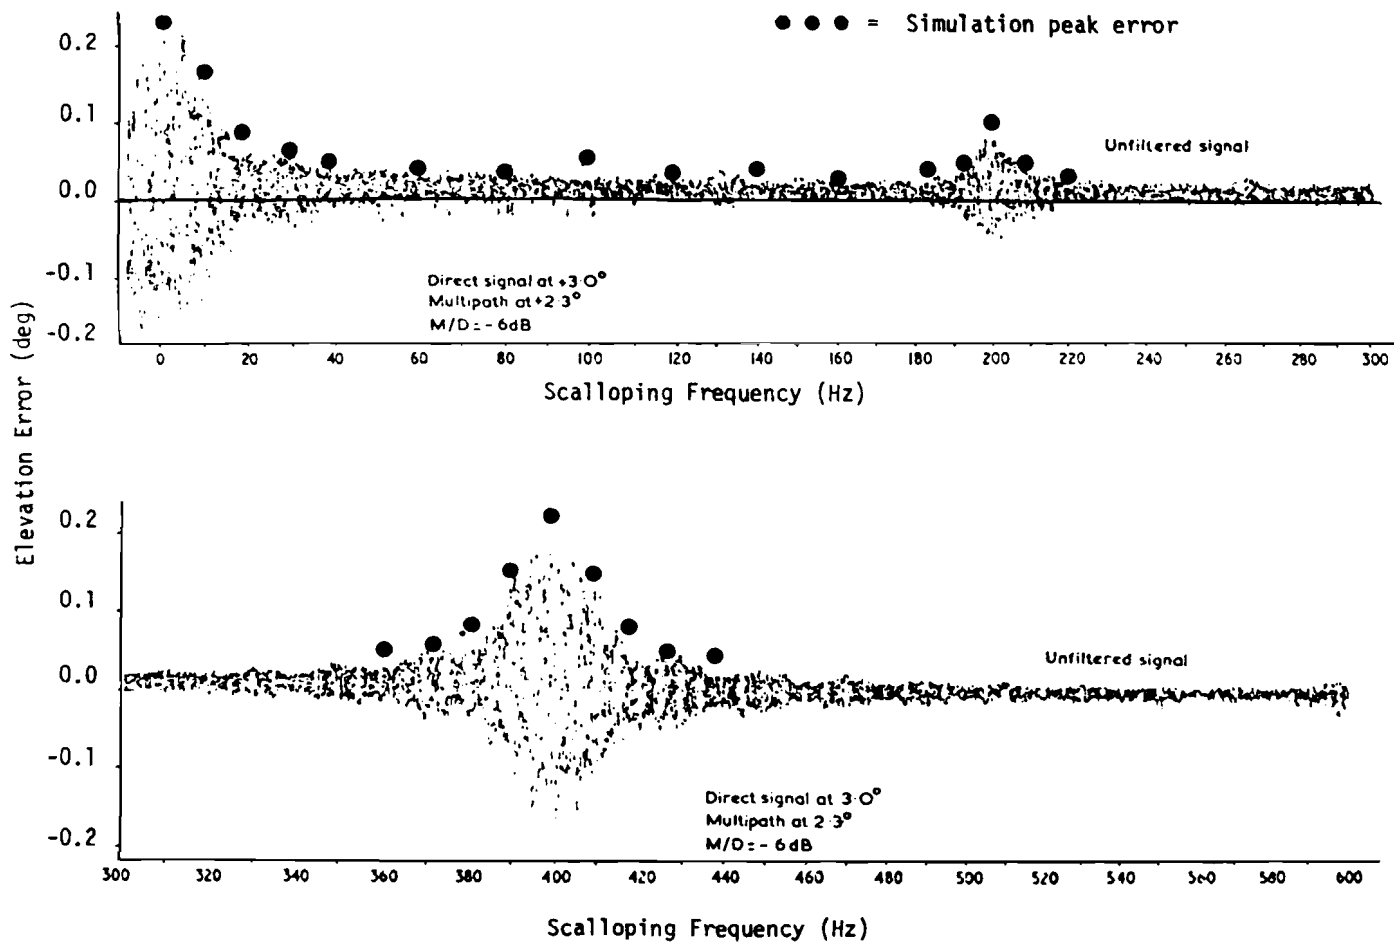 ● ● ● = Simulation peak error
0.2
0.1
0.0
-0.1
-0.2
Unfiltered signal
Direct signal at +3·0°
Multipath at +2·3°
M/D = - 6dB
0 20 40 60 80 100 120 140 160 180 200 220 240 260 280 300
Scalloping Frequency (Hz)
Elevation Error (deg)
0.2
0.1
0.0
-0.1
-0.2
Unfiltered signal
Direct signal at 3·0°
Multipath at 2·3°
M/D = - 6dB
300 320 340 360 380 400 420 440 460 480 500 520 540 560 580 600
Scalloping Frequency (Hz)